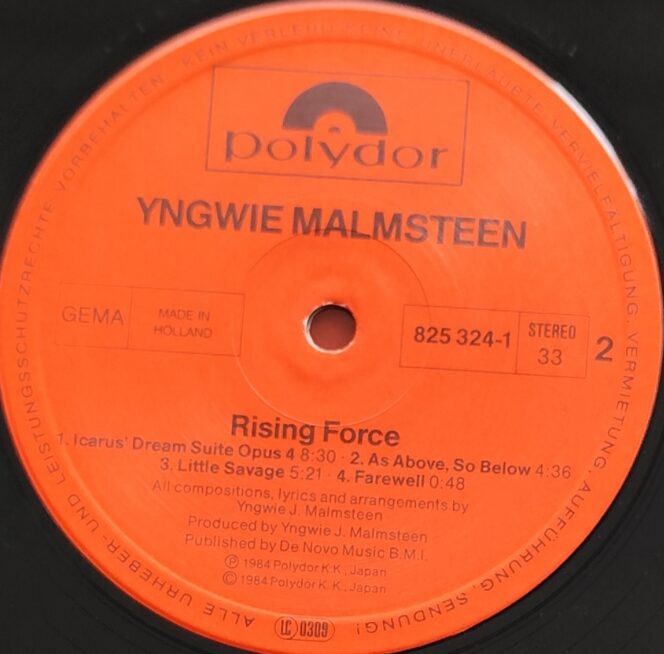 ALLE URHEBER- UND LEISTUNGSSCHUTZRECHTE VORBEHALTEN. KEIN VERLEIH! KEINE UNERLAUBTE VERVIELFÄLTIGUNG, VERMIETUNG, AUFFÜHRUNG, SENDUNG!
polydor
YNGWIE MALMSTEEN
GEMA
MADE IN
HOLLAND
825 324-1
STEREO
33
2
Rising Force
1. Icarus' Dream Suite Opus 4 8:30 · 2. As Above, So Below 4:36
3. Little Savage 5:21 · 4. Farewell 0:48
All compositions, lyrics and arrangements by
Yngwie J. Malmsteen
Produced by Yngwie J. Malmsteen
Published by De Novo Music B.M.I.
Ⓟ 1984 Polydor K.K., Japan
© 1984 Polydor K.K., Japan
LC 0309